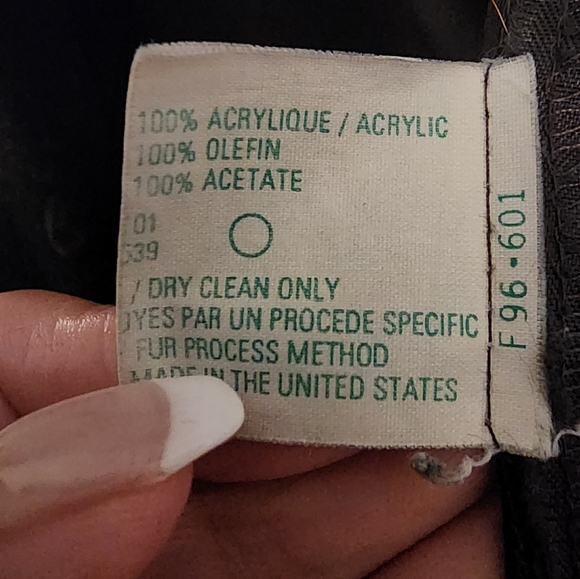 100% ACRYLIQUE / ACRYLIC
100% OLEFIN
100% ACETATE
01
539
/ DRY CLEAN ONLY
YES PAR UN PROCEDE SPECIFIC
FUR PROCESS METHOD
MADE IN THE UNITED STATES
F96-601